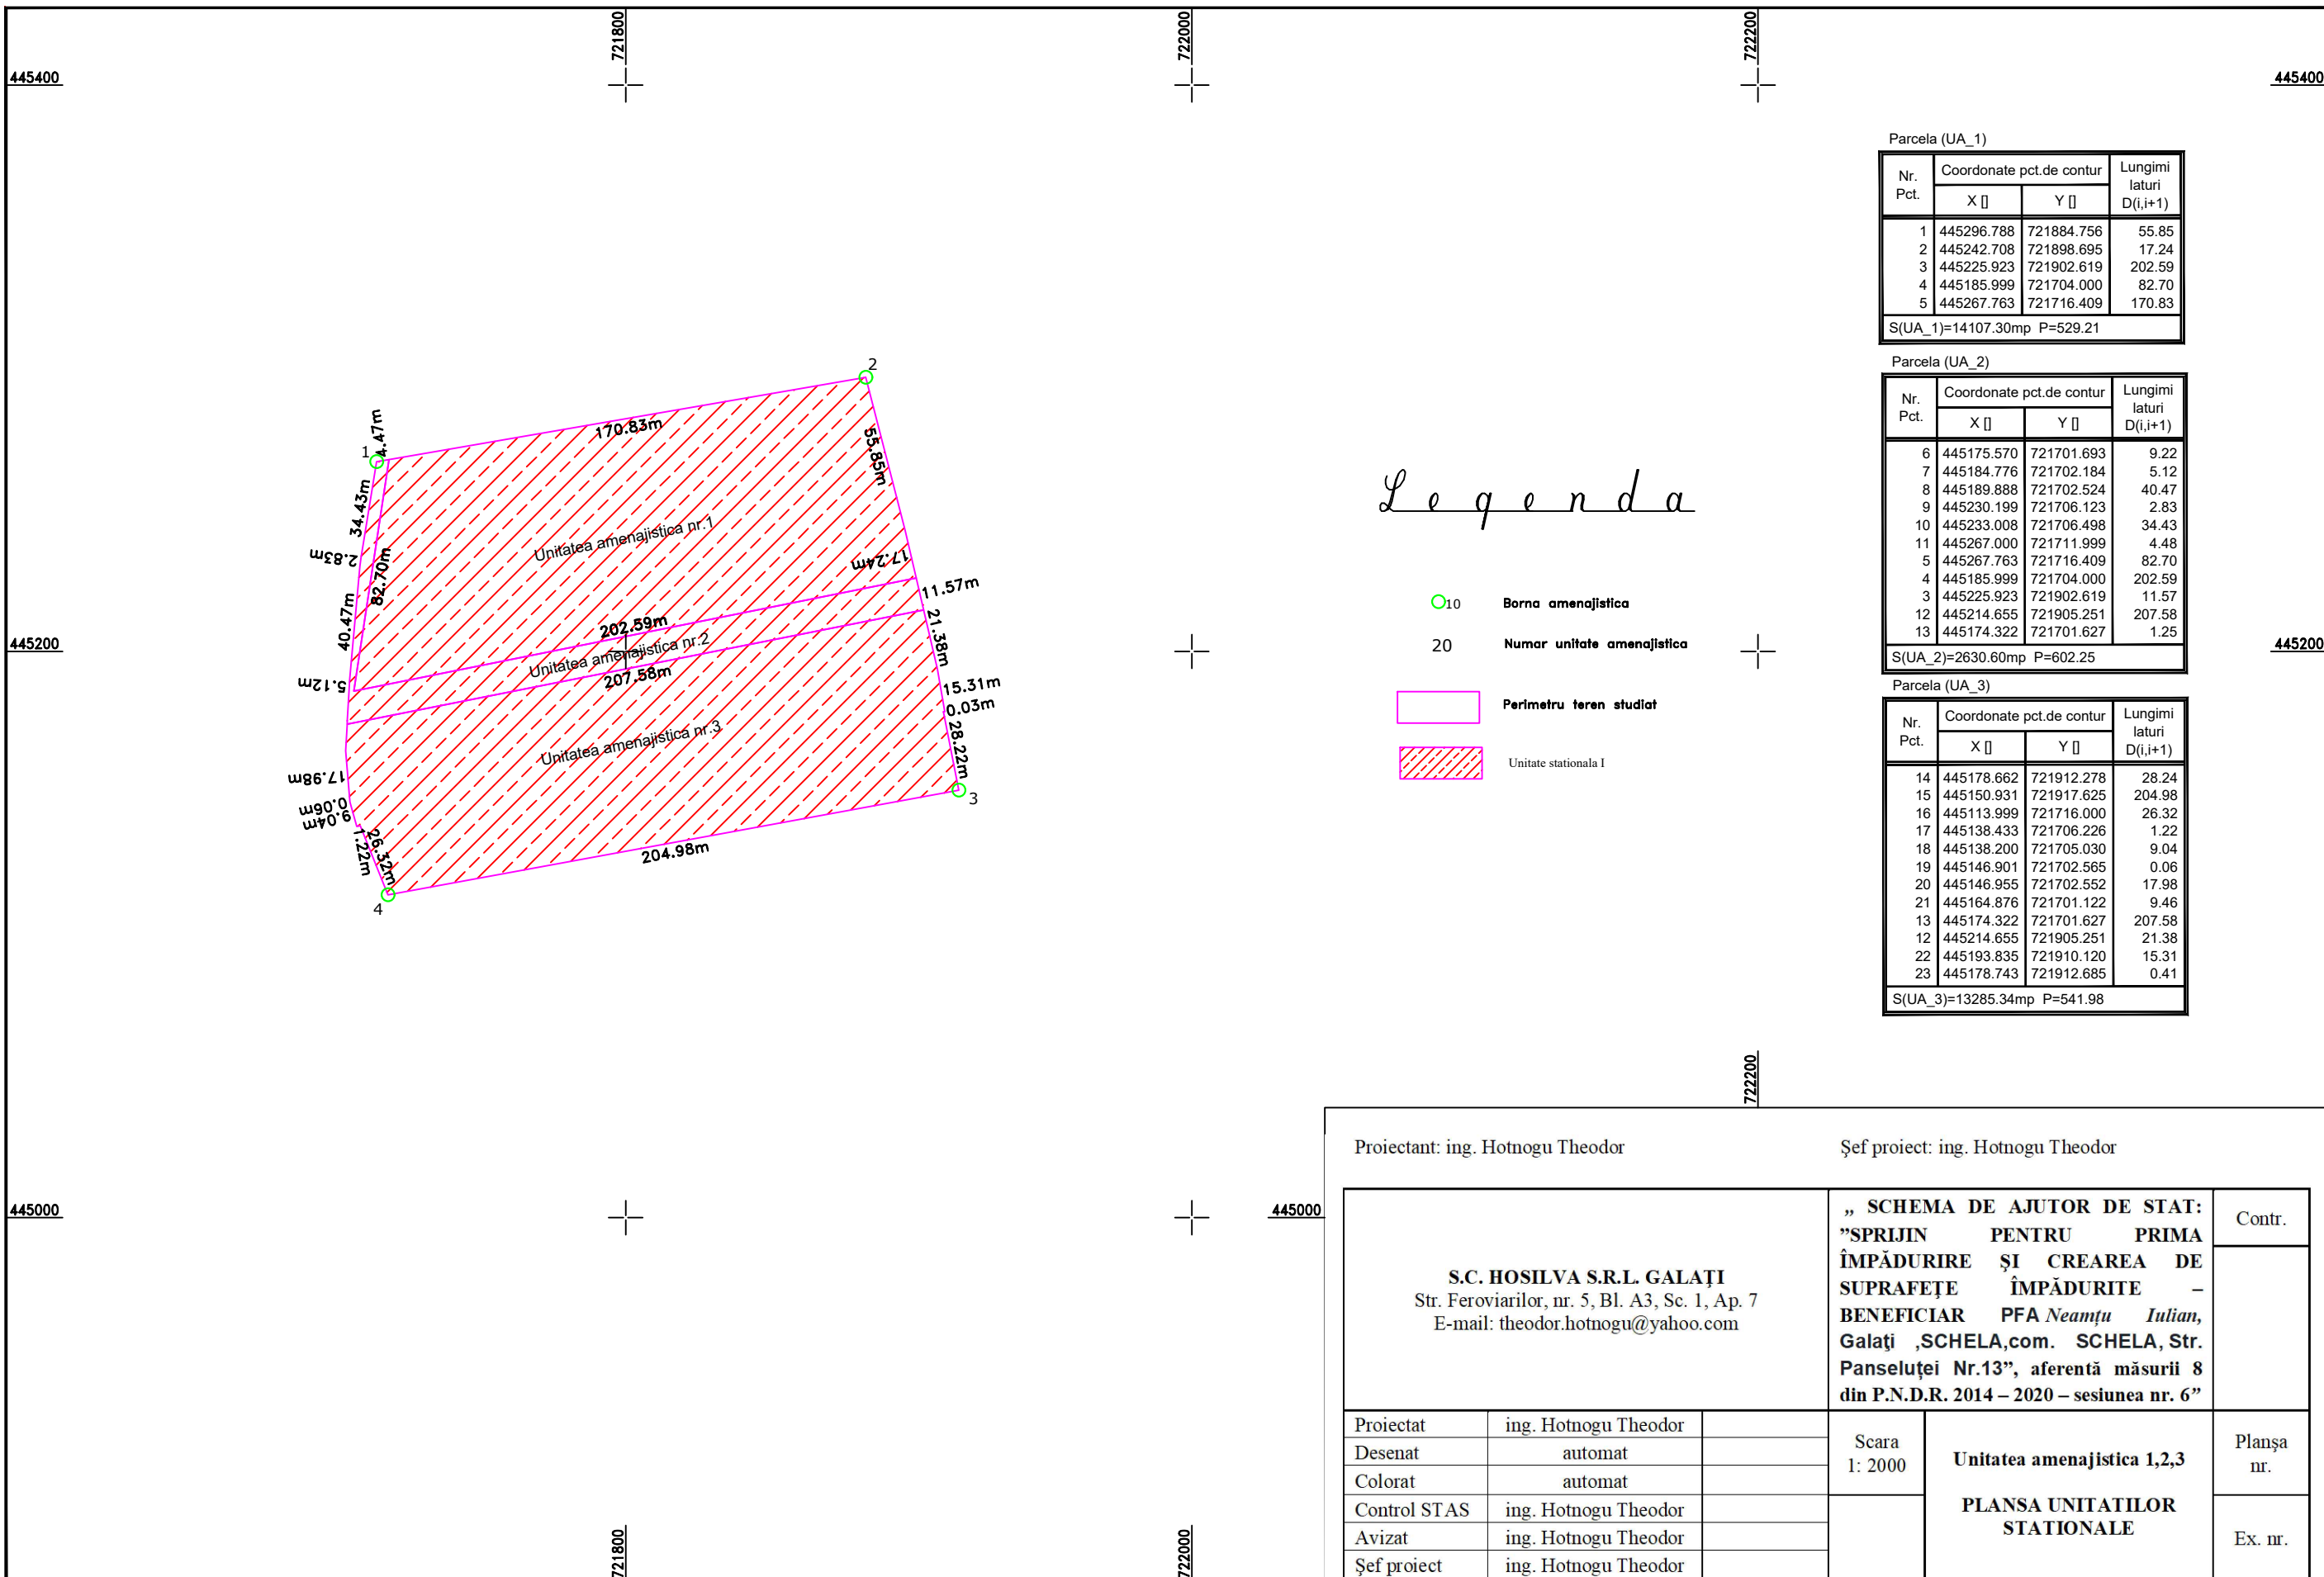 721800
722000
722200
445400
445400
Parcela (UA_1)
Nr. Pct. Coordonate pct.de contur Lungimi laturi D(i,i+1)
X [] Y []
1 445296.788 721884.756 55.85
2 445242.708 721898.695 17.24
3 445225.923 721902.619 202.59
4 445185.999 721704.000 82.70
5 445267.763 721716.409 170.83
S(UA_1)=14107.30mp P=529.21
Parcela (UA_2)
Nr. Pct. Coordonate pct.de contur Lungimi laturi D(i,i+1)
X [] Y []
6 445175.570 721701.693 9.22
7 445184.776 721702.184 5.12
8 445189.888 721702.524 40.47
9 445230.199 721706.123 2.83
10 445233.008 721706.498 34.43
11 445267.000 721711.999 4.48
5 445267.763 721716.409 82.70
4 445185.999 721704.000 202.59
3 445225.923 721902.619 11.57
12 445214.655 721905.251 207.58
13 445174.322 721701.627 1.25
S(UA_2)=2630.60mp P=602.25
Parcela (UA_3)
Nr. Pct. Coordonate pct.de contur Lungimi laturi D(i,i+1)
X [] Y []
14 445178.662 721912.278 28.24
15 445150.931 721917.625 204.98
16 445113.999 721716.000 26.32
17 445138.433 721706.226 1.22
18 445138.200 721705.030 9.04
19 445146.901 721702.565 0.06
20 445146.955 721702.552 17.98
21 445164.876 721701.122 9.46
13 445174.322 721701.627 207.58
12 445214.655 721905.251 21.38
22 445193.835 721910.120 15.31
23 445178.743 721912.685 0.41
S(UA_3)=13285.34mp P=541.98
2
1
4.47m
170.83m
55.85m
34.43m
Unitatea amenajistica nr.1
2.83m
82.70m
17.24m
11.57m
40.47m
202.59m
21.38m
Unitatea amenajistica nr.2
207.58m
5.12m
15.31m
0.03m
Unitatea amenajistica nr.3
28.22m
17.98m
0.06m
9.04m
1.22m
26.32m
204.98m
3
4
Legenda
10 Borna amenajistica
20 Numar unitate amenajistica
Perimetru teren studiat
Unitate stationala I
445200
445200
722200
445000
445000
721800
722000
Proiectant: ing. Hotnogu Theodor
Şef proiect: ing. Hotnogu Theodor
S.C. HOSILVA S.R.L. GALAŢI
Str. Feroviarilor, nr. 5, Bl. A3, Sc. 1, Ap. 7
E-mail: theodor.hotnogu@yahoo.com
„ SCHEMA DE AJUTOR DE STAT:
”SPRIJIN PENTRU PRIMA
ÎMPĂDURIRE ŞI CREAREA DE
SUPRAFEŢE ÎMPĂDURITE –
BENEFICIAR PFA Neamţu Iulian,
Galaţi ,SCHELA,com. SCHELA, Str.
Panseluței Nr.13”, aferentă măsurii 8
din P.N.D.R. 2014 – 2020 – sesiunea nr. 6”
Contr.
Proiectat ing. Hotnogu Theodor
Desenat automat
Colorat automat
Control STAS ing. Hotnogu Theodor
Avizat ing. Hotnogu Theodor
Şef proiect ing. Hotnogu Theodor
Scara
1: 2000
Unitatea amenajistica 1,2,3
PLANSA UNITATILOR
STATIONALE
Planşa
nr.
Ex. nr.